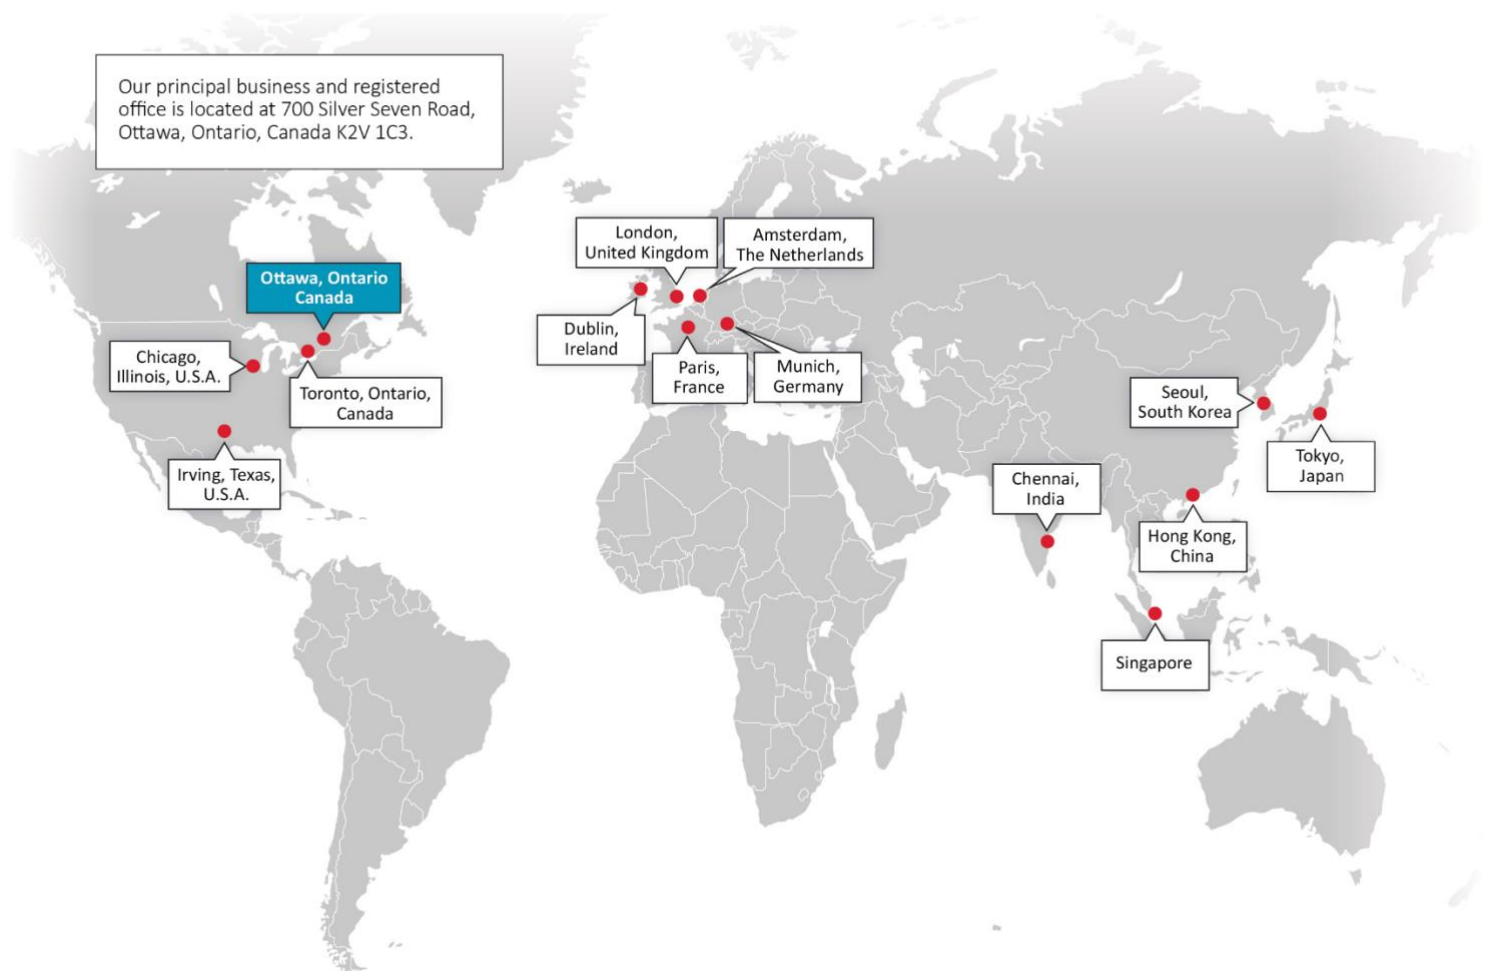 Our principal business and registered
office is located at 700 Silver Seven Road,
Ottawa, Ontario, Canada K2V 1C3.
London,
United Kingdom
Amsterdam,
The Netherlands
Ottawa, Ontario
Canada
Dublin,
Ireland
Chicago,
Illinois, U.S.A.
Toronto, Ontario,
Canada
Paris,
France
Munich,
Germany
Seoul,
South Korea
Irving, Texas,
U.S.A.
Tokyo,
Japan
Chennai,
India
Hong Kong,
China
Singapore